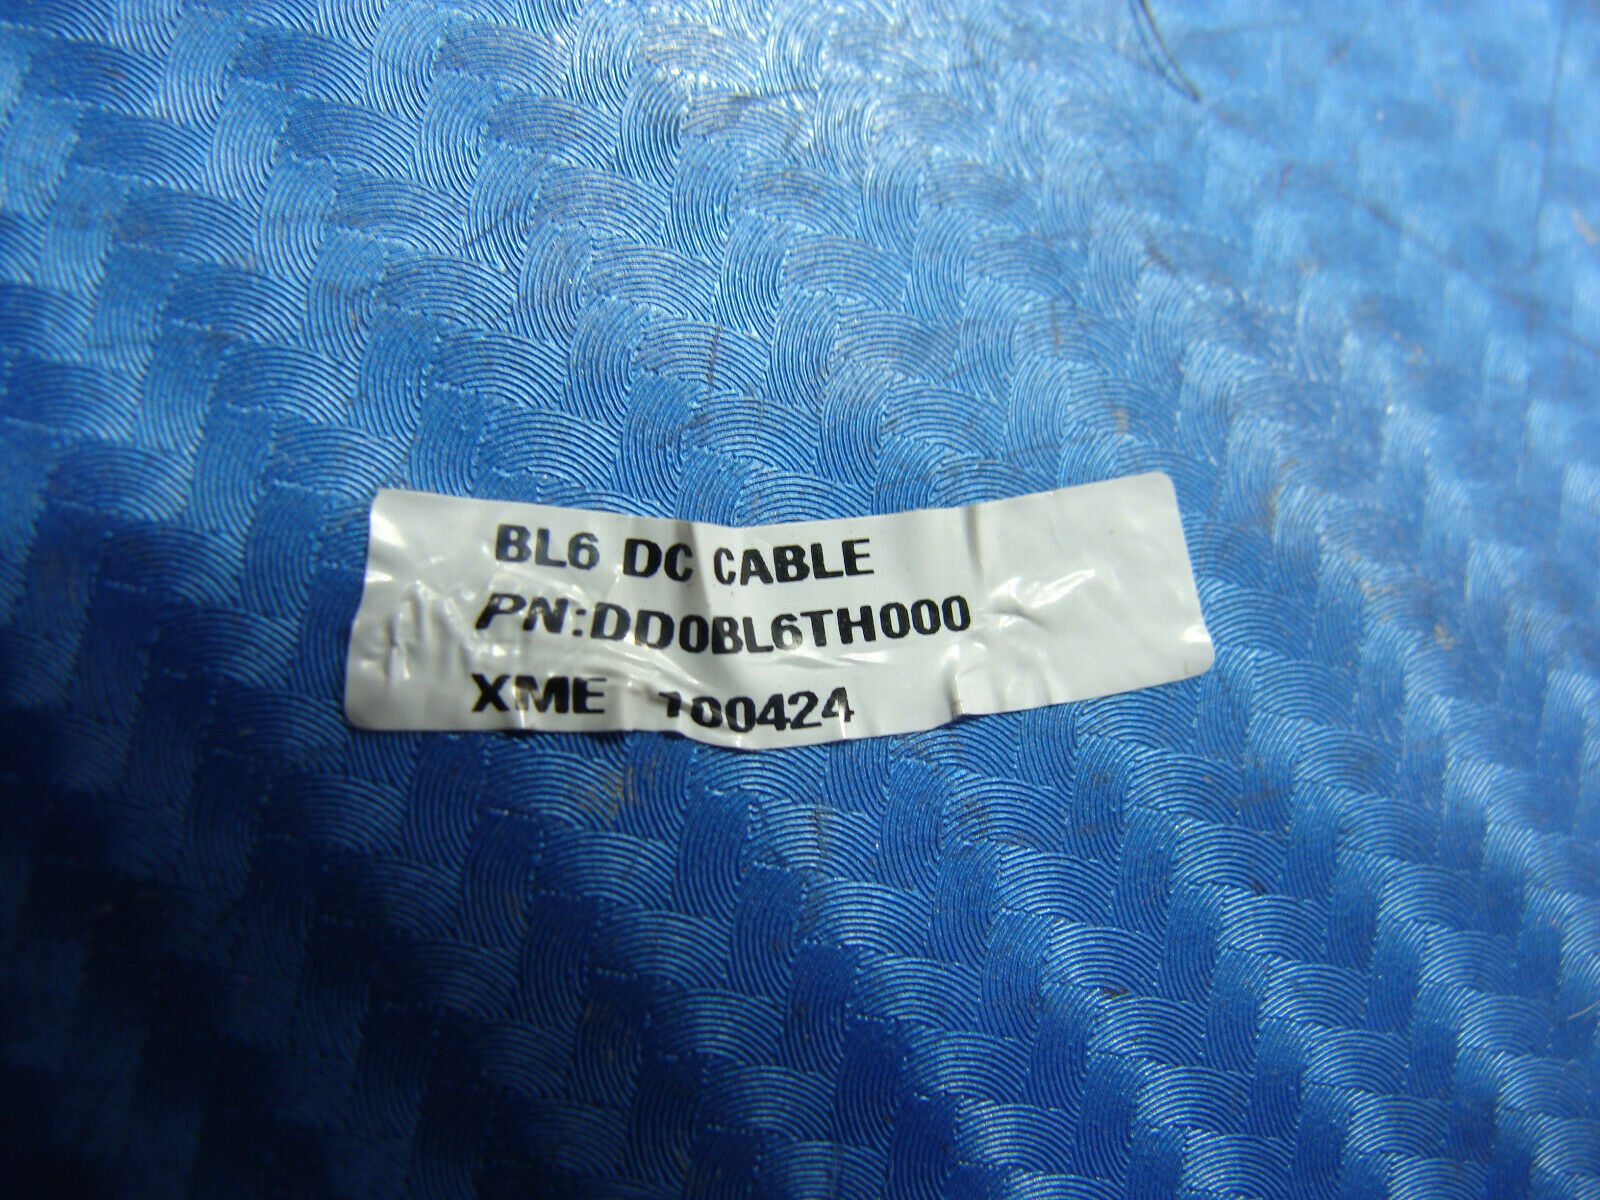 BL6 DC CABLE
PN:DD0BL6TH000
XME 100424